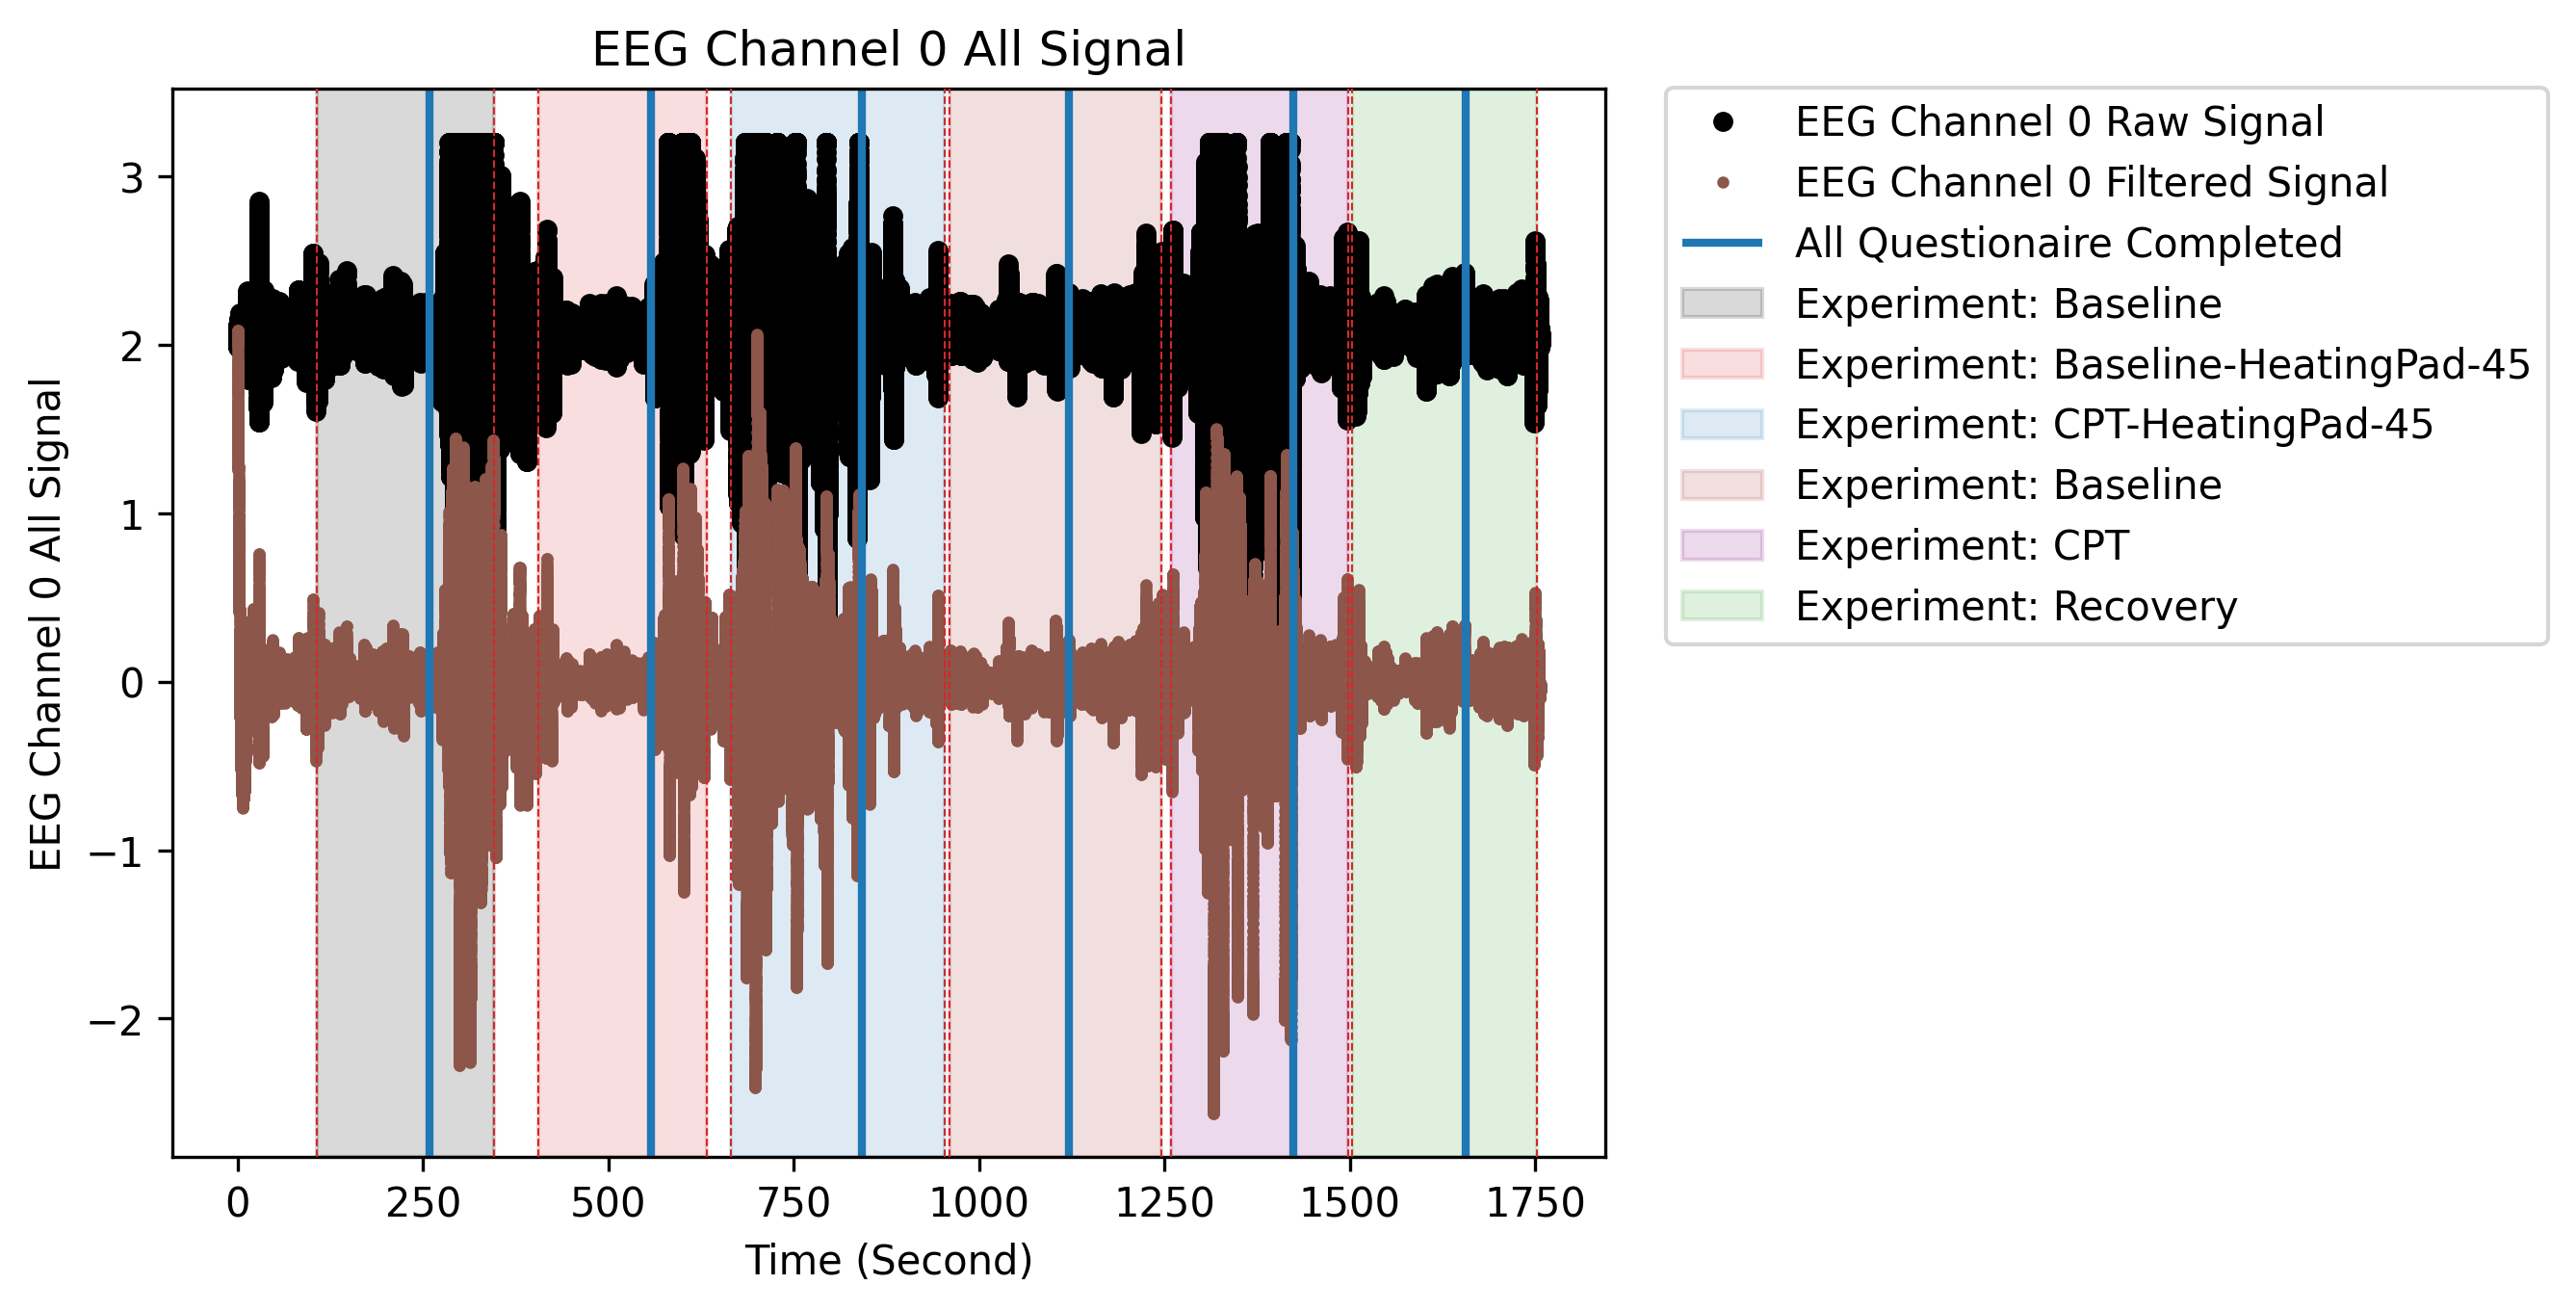 EEG Channel 0 All Signal
EEG Channel 0 All Signal
3
2
1
0
−1
−2
0 250 500 750 1000 1250 1500 1750
Time (Second)
EEG Channel 0 Raw Signal
EEG Channel 0 Filtered Signal
All Questionaire Completed
Experiment: Baseline
Experiment: Baseline-HeatingPad-45
Experiment: CPT-HeatingPad-45
Experiment: Baseline
Experiment: CPT
Experiment: Recovery